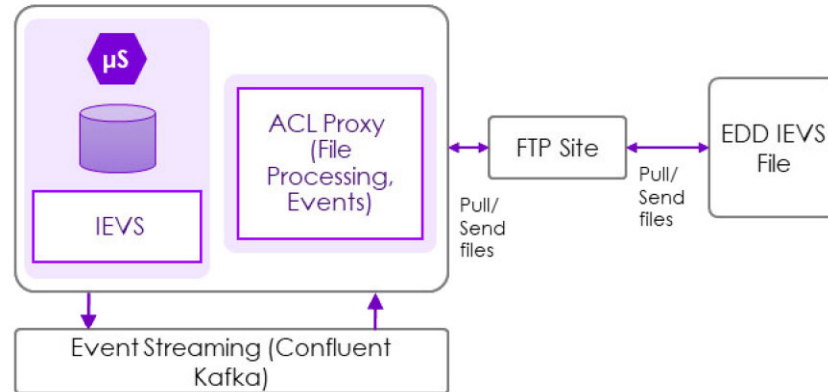 µS
IEVS
ACL Proxy
(File
Processing,
Events)
Pull/
Send
files
FTP Site
Pull/
Send
files
EDD IEVS
File
Event Streaming (Confluent
Kafka)